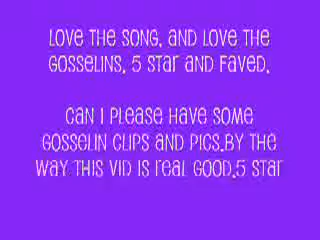 Love the song, and love the
Gosselins, 5 star and faved.
Can I please have some
Gosselin clips and pics.By the
way this vid is real good.5 star